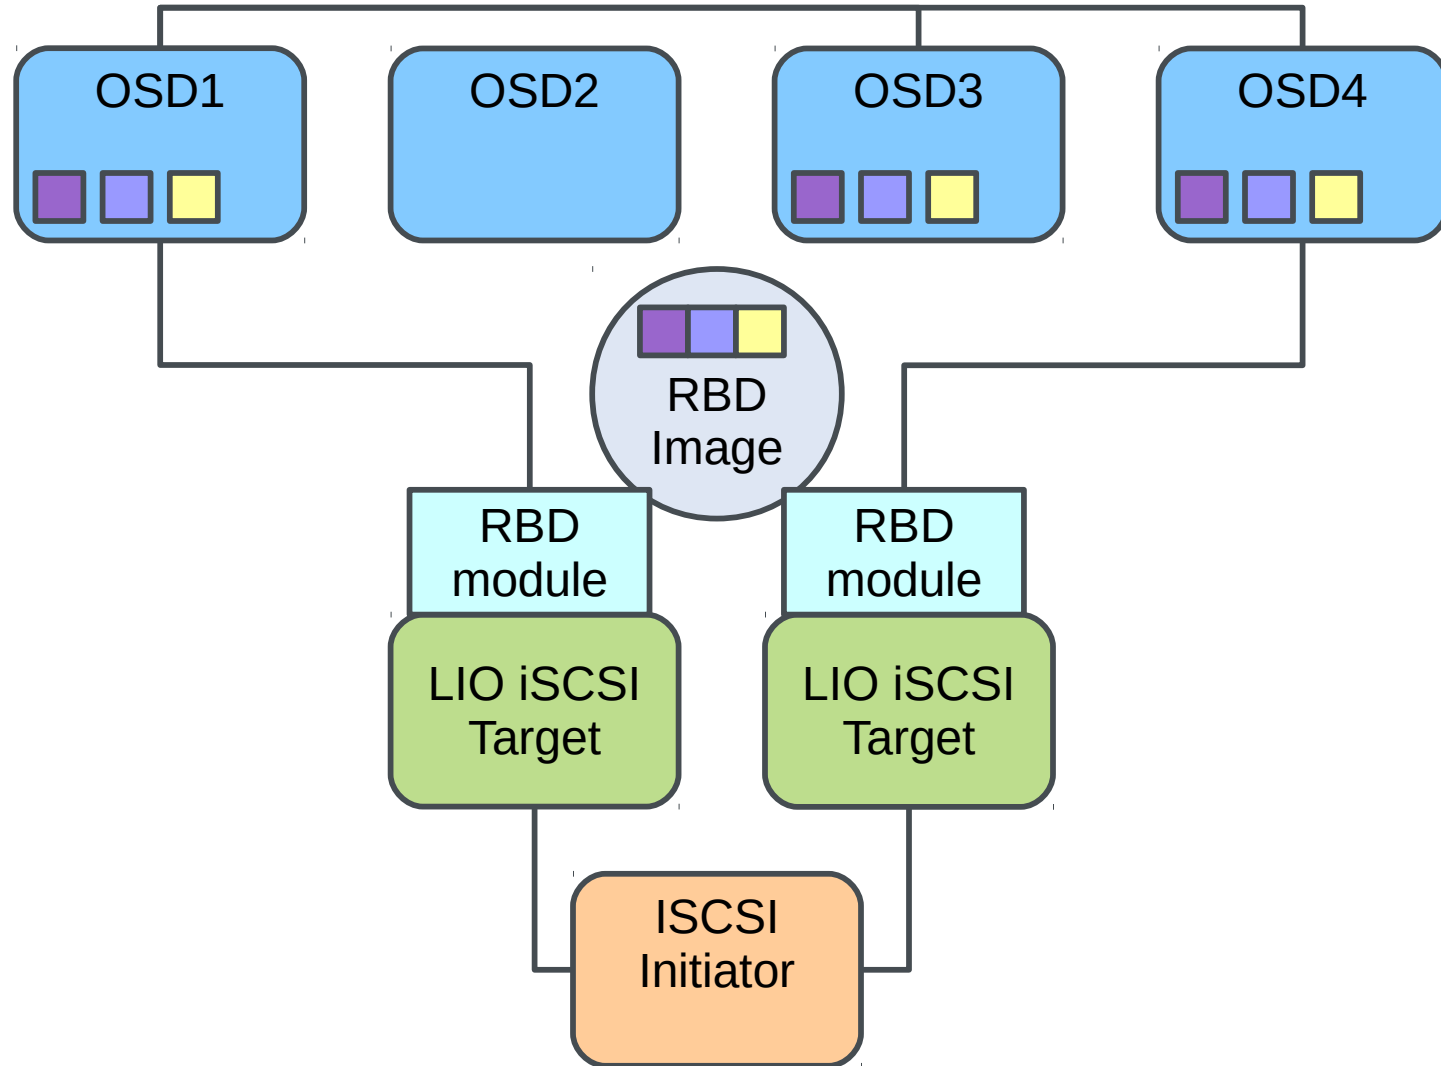 OSD1
OSD2
OSD3
OSD4
RBD
Image
RBD
module
RBD
module
LIO iSCSI
Target
LIO iSCSI
Target
ISCSI
Initiator